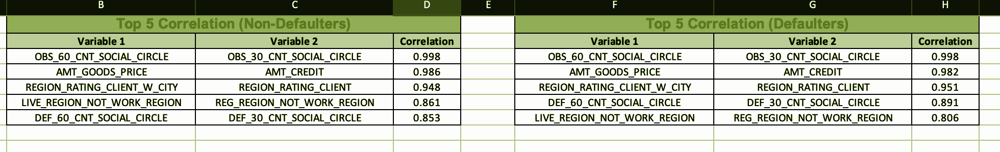 B C D E F G H
Top 5 Correlation (Non-Defaulters) Top 5 Correlation (Defaulters)
Variable 1 Variable 2 Correlation Variable 1 Variable 2 Correlation
OBS_60_CNT_SOCIAL_CIRCLE OBS_30_CNT_SOCIAL_CIRCLE 0.998 OBS_60_CNT_SOCIAL_CIRCLE OBS_30_CNT_SOCIAL_CIRCLE 0.998
AMT_GOODS_PRICE AMT_CREDIT 0.986 AMT_GOODS_PRICE AMT_CREDIT 0.982
REGION_RATING_CLIENT_W_CITY REGION_RATING_CLIENT 0.948 REGION_RATING_CLIENT_W_CITY REGION_RATING_CLIENT 0.951
LIVE_REGION_NOT_WORK_REGION REG_REGION_NOT_WORK_REGION 0.861 DEF_60_CNT_SOCIAL_CIRCLE DEF_30_CNT_SOCIAL_CIRCLE 0.891
DEF_60_CNT_SOCIAL_CIRCLE DEF_30_CNT_SOCIAL_CIRCLE 0.853 LIVE_REGION_NOT_WORK_REGION REG_REGION_NOT_WORK_REGION 0.806